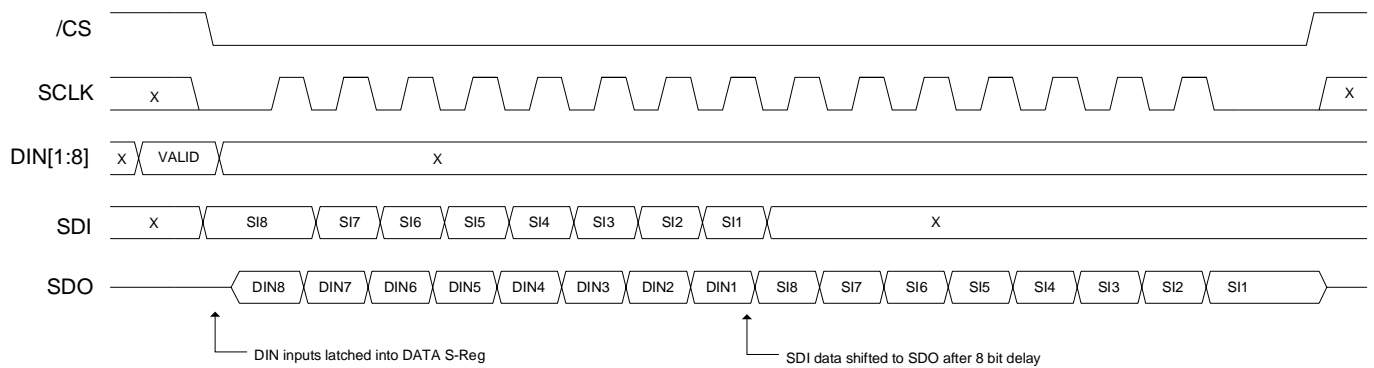 /CS
SCLK X X
DIN[1:8] X VALID X
SDI X SI8 SI7 SI6 SI5 SI4 SI3 SI2 SI1 X
SDO DIN8 DIN7 DIN6 DIN5 DIN4 DIN3 DIN2 DIN1 SI8 SI7 SI6 SI5 SI4 SI3 SI2 SI1
DIN inputs latched into DATA S-Reg
SDI data shifted to SDO after 8 bit delay